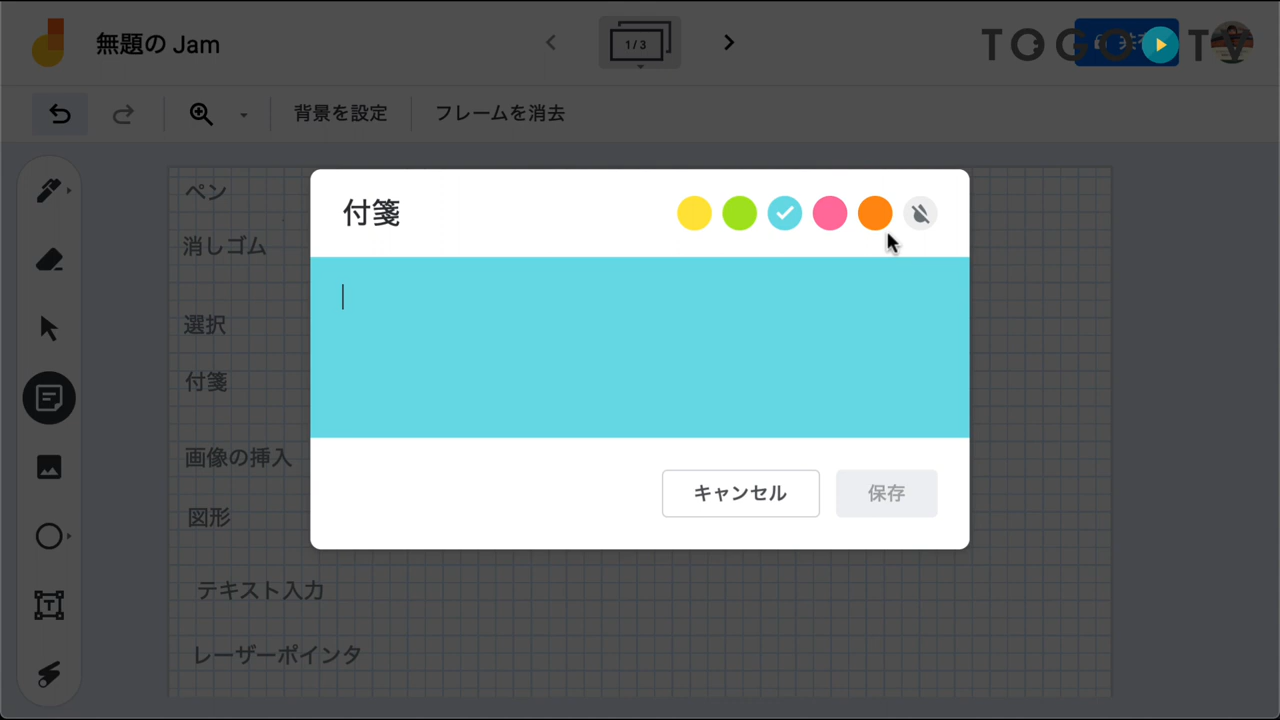 無題の Jam
1/3
共有
TOGO TV
背景を設定
フレームを消去
ペン
消しゴム
選択
付箋
画像の挿入
図形
テキスト入力
レーザーポインタ
付箋
キャンセル
保存